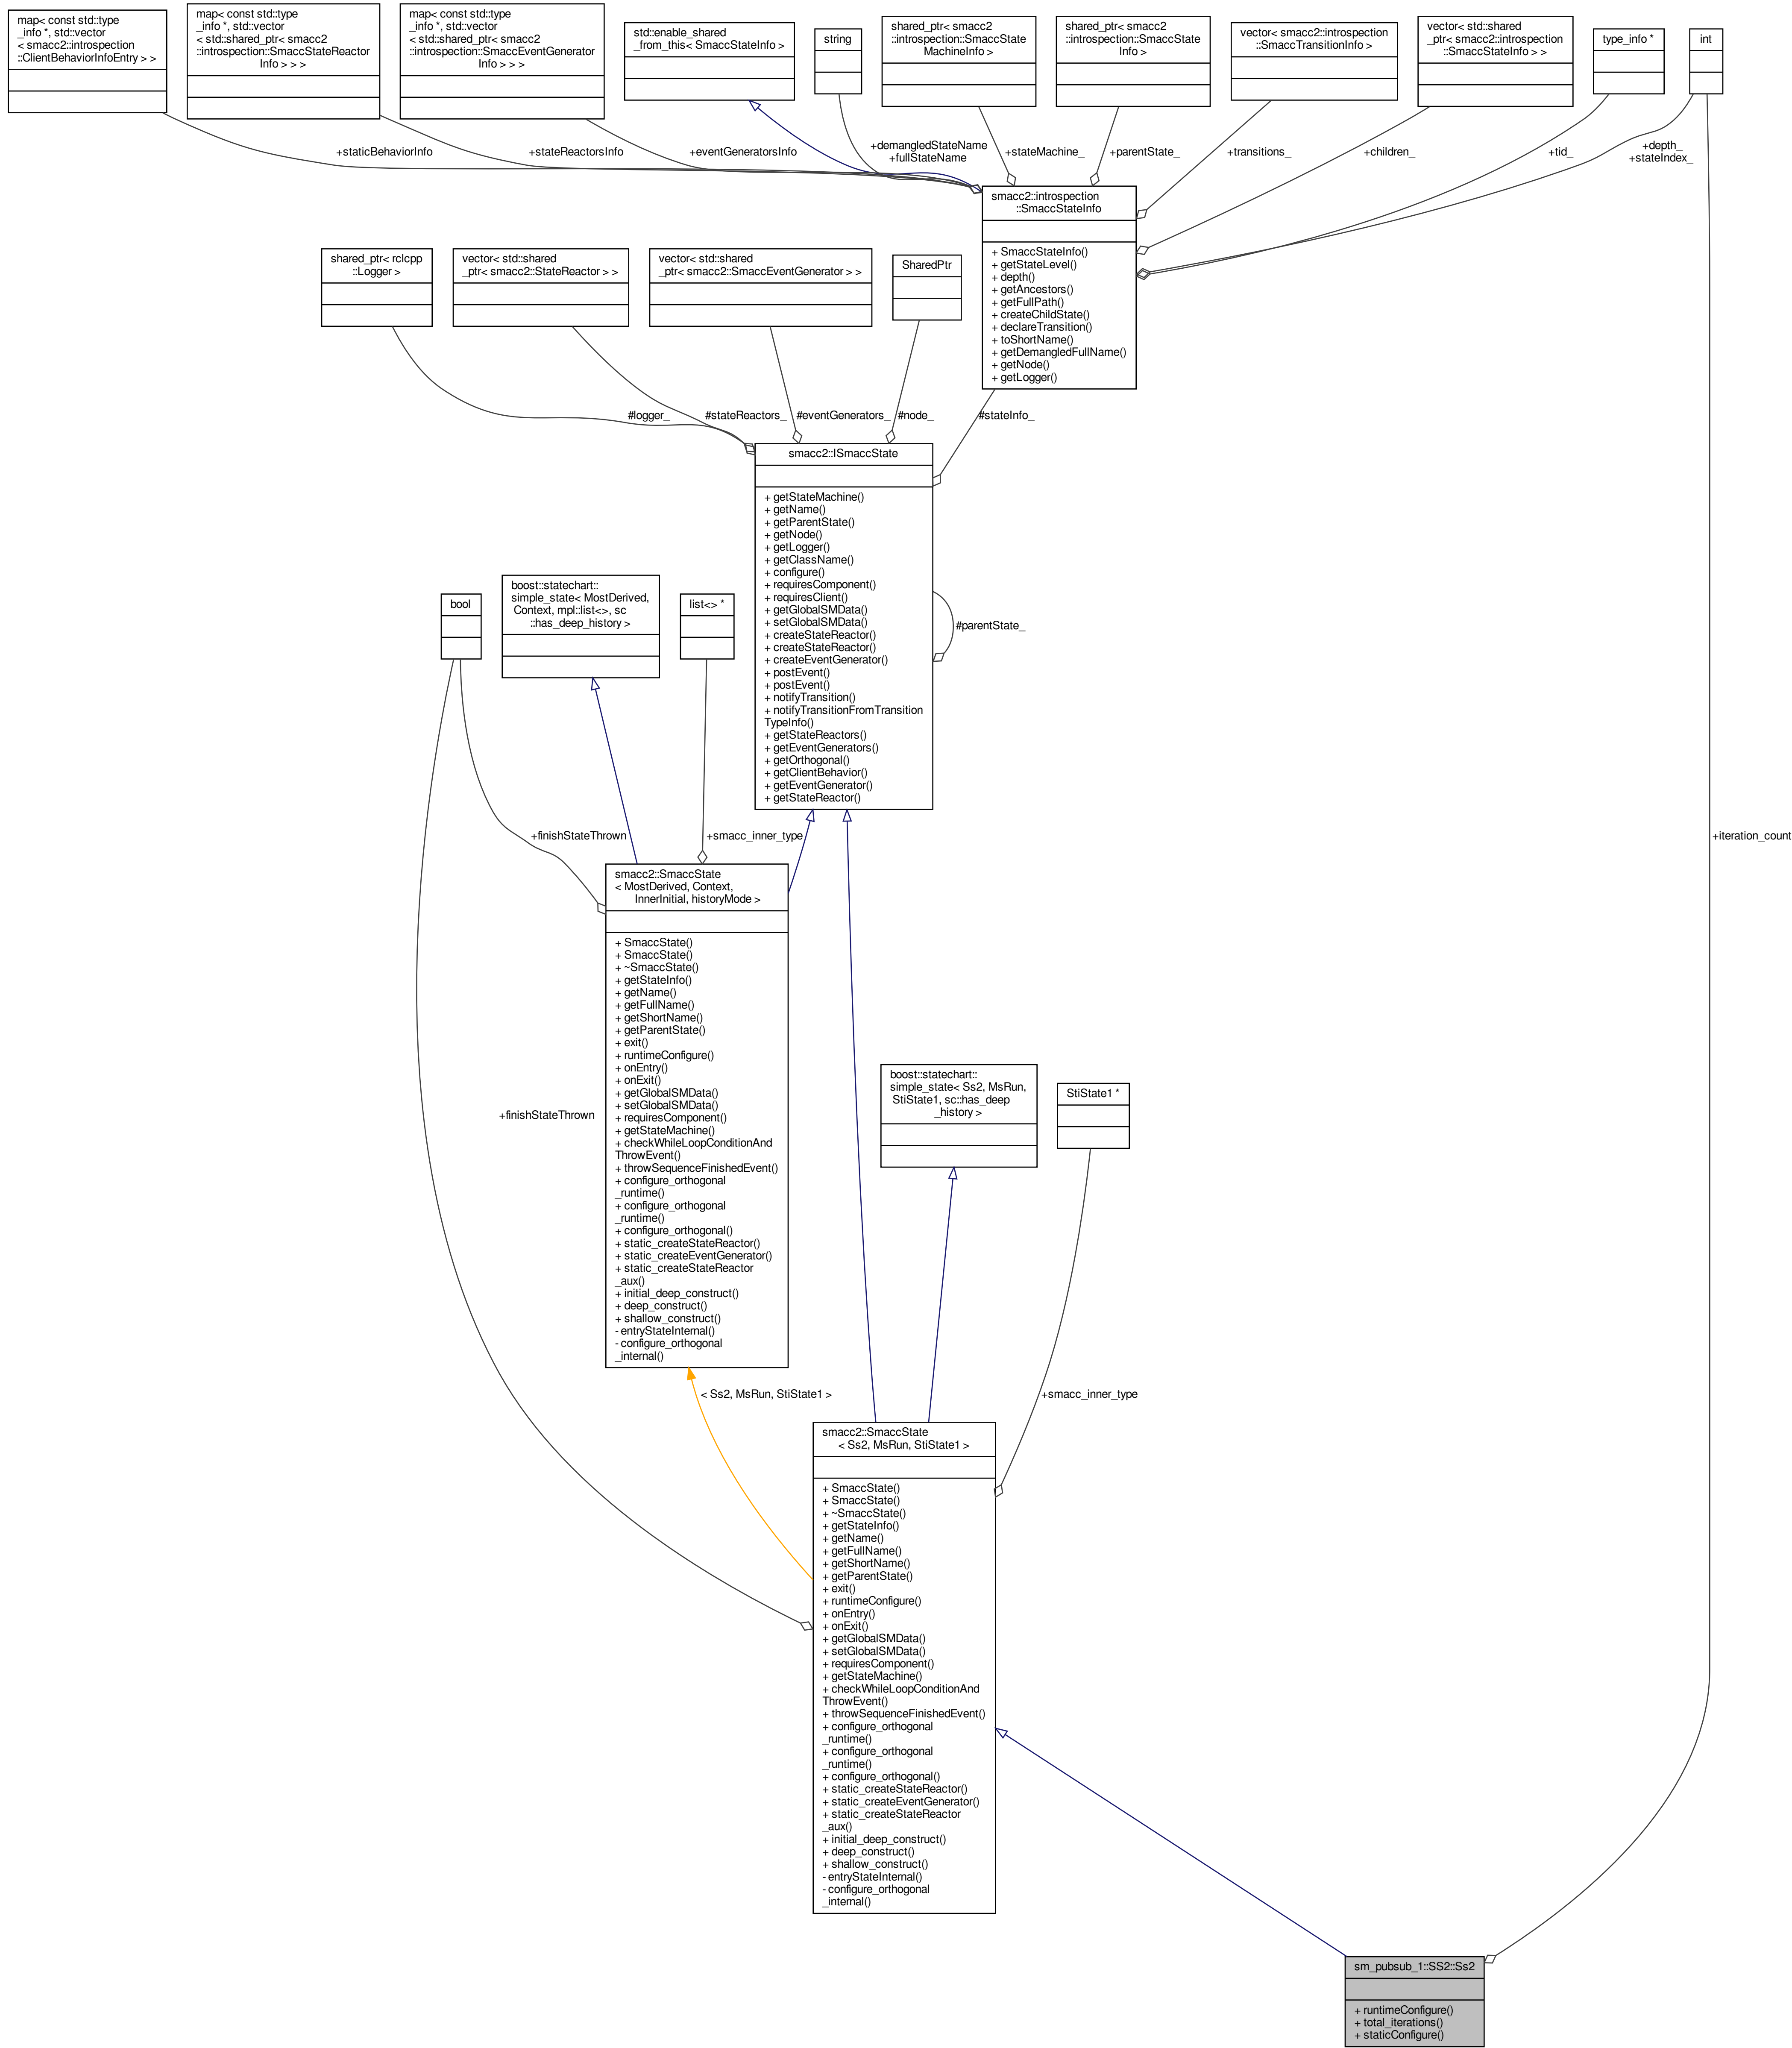 map< const std::type
_info *, std::vector
< smacc2::introspection
::ClientBehaviorInfoEntry > >
map< const std::type
_info *, std::vector
< std::shared_ptr< smacc2
::introspection::SmaccStateReactor
Info > > >
map< const std::type
_info *, std::vector
< std::shared_ptr< smacc2
::introspection::SmaccEventGenerator
Info > > >
std::enable_shared
_from_this< SmaccStateInfo >
string
shared_ptr< smacc2
::introspection::SmaccState
MachineInfo >
shared_ptr< smacc2
::introspection::SmaccState
Info >
vector< smacc2::introspection
::SmaccTransitionInfo >
vector< std::shared
_ptr< smacc2::introspection
::SmaccStateInfo > >
type_info *
int
+staticBehaviorInfo
+stateReactorsInfo
+eventGeneratorsInfo
+demangledStateName
+fullStateName
+stateMachine_
+parentState_
+transitions_
+children_
+tid_
+depth_
+stateIndex_
smacc2::introspection
::SmaccStateInfo
+ SmaccStateInfo()
+ getStateLevel()
+ depth()
+ getAncestors()
+ getFullPath()
+ createChildState()
+ declareTransition()
+ toShortName()
+ getDemangledFullName()
+ getNode()
+ getLogger()
shared_ptr< rclcpp
::Logger >
vector< std::shared
_ptr< smacc2::StateReactor > >
vector< std::shared
_ptr< smacc2::SmaccEventGenerator > >
SharedPtr
#logger_
#stateReactors_
#eventGenerators_
#node_
#stateInfo_
smacc2::ISmaccState
+ getStateMachine()
+ getName()
+ getParentState()
+ getNode()
+ getLogger()
+ getClassName()
+ configure()
+ requiresComponent()
+ requiresClient()
+ getGlobalSMData()
+ setGlobalSMData()
+ createStateReactor()
+ createStateReactor()
+ createEventGenerator()
+ postEvent()
+ postEvent()
+ notifyTransition()
+ notifyTransitionFromTransition
TypeInfo()
+ getStateReactors()
+ getEventGenerators()
+ getOrthogonal()
+ getClientBehavior()
+ getEventGenerator()
+ getStateReactor()
#parentState_
bool
boost::statechart::
simple_state< MostDerived,
Context, mpl::list<>, sc
::has_deep_history >
list<> *
+finishStateThrown
+smacc_inner_type
+iteration_count
smacc2::SmaccState
< MostDerived, Context,
InnerInitial, historyMode >
+ SmaccState()
+ SmaccState()
+ ~SmaccState()
+ getStateInfo()
+ getName()
+ getFullName()
+ getShortName()
+ getParentState()
+ exit()
+ runtimeConfigure()
+ onEntry()
+ onExit()
+ getGlobalSMData()
+ setGlobalSMData()
+ requiresComponent()
+ getStateMachine()
+ checkWhileLoopConditionAnd
ThrowEvent()
+ throwSequenceFinishedEvent()
+ configure_orthogonal
_runtime()
+ configure_orthogonal
_runtime()
+ configure_orthogonal()
+ static_createStateReactor()
+ static_createEventGenerator()
+ static_createStateReactor
_aux()
+ initial_deep_construct()
+ deep_construct()
+ shallow_construct()
- entryStateInternal()
- configure_orthogonal
_internal()
+finishStateThrown
boost::statechart::
simple_state< Ss2, MsRun,
StiState1, sc::has_deep
_history >
StiState1 *
< Ss2, MsRun, StiState1 >
+smacc_inner_type
smacc2::SmaccState
< Ss2, MsRun, StiState1 >
+ SmaccState()
+ SmaccState()
+ ~SmaccState()
+ getStateInfo()
+ getName()
+ getFullName()
+ getShortName()
+ getParentState()
+ exit()
+ runtimeConfigure()
+ onEntry()
+ onExit()
+ getGlobalSMData()
+ setGlobalSMData()
+ requiresComponent()
+ getStateMachine()
+ checkWhileLoopConditionAnd
ThrowEvent()
+ throwSequenceFinishedEvent()
+ configure_orthogonal
_runtime()
+ configure_orthogonal
_runtime()
+ configure_orthogonal()
+ static_createStateReactor()
+ static_createEventGenerator()
+ static_createStateReactor
_aux()
+ initial_deep_construct()
+ deep_construct()
+ shallow_construct()
- entryStateInternal()
- configure_orthogonal
_internal()
sm_pubsub_1::SS2::Ss2
+ runtimeConfigure()
+ total_iterations()
+ staticConfigure()